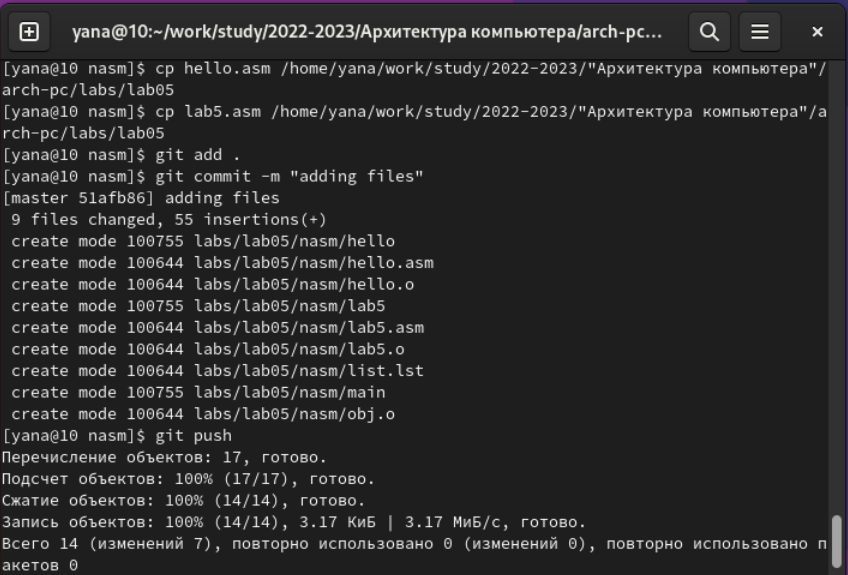 yana@10:~/work/study/2022-2023/Архитектура компьютера/arch-pc...
[yana@10 nasm]$ cp hello.asm /home/yana/work/study/2022-2023/"Архитектура компьютера"/
arch-pc/labs/lab05
[yana@10 nasm]$ cp lab5.asm /home/yana/work/study/2022-2023/"Архитектура компьютера"/a
rch-pc/labs/lab05
[yana@10 nasm]$ git add .
[yana@10 nasm]$ git commit -m "adding files"
[master 51afb86] adding files
 9 files changed, 55 insertions(+)
 create mode 100755 labs/lab05/nasm/hello
 create mode 100644 labs/lab05/nasm/hello.asm
 create mode 100644 labs/lab05/nasm/hello.o
 create mode 100755 labs/lab05/nasm/lab5
 create mode 100644 labs/lab05/nasm/lab5.asm
 create mode 100644 labs/lab05/nasm/lab5.o
 create mode 100644 labs/lab05/nasm/list.lst
 create mode 100755 labs/lab05/nasm/main
 create mode 100644 labs/lab05/nasm/obj.o
[yana@10 nasm]$ git push
Перечисление объектов: 17, готово.
Подсчет объектов: 100% (17/17), готово.
Сжатие объектов: 100% (14/14), готово.
Запись объектов: 100% (14/14), 3.17 КиБ | 3.17 МиБ/с, готово.
Всего 14 (изменений 7), повторно использовано 0 (изменений 0), повторно использовано п
акетов 0